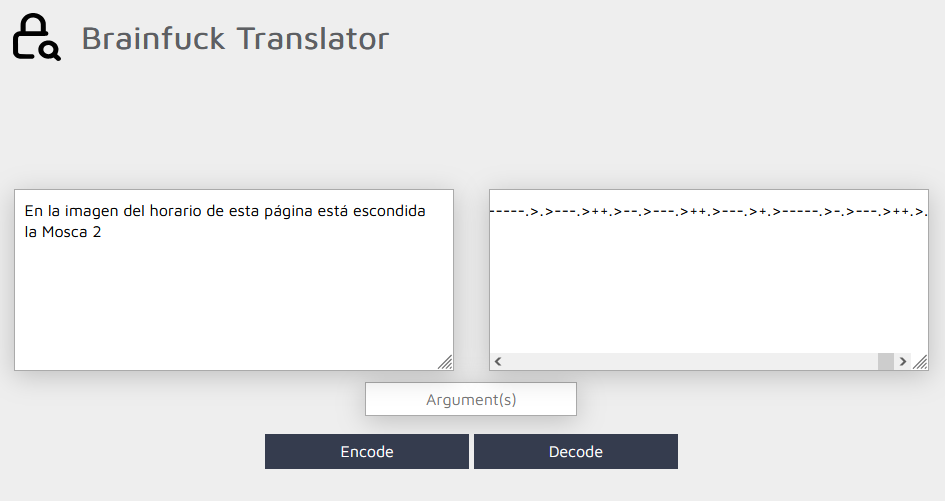 Brainfuck Translator
En la imagen del horario de esta página está escondida
la Mosca 2
-----.>.>---.>++.>--.>---.>++.>---.>+.>-----.>-.>---.>++.>.
Argument(s)
Encode
Decode